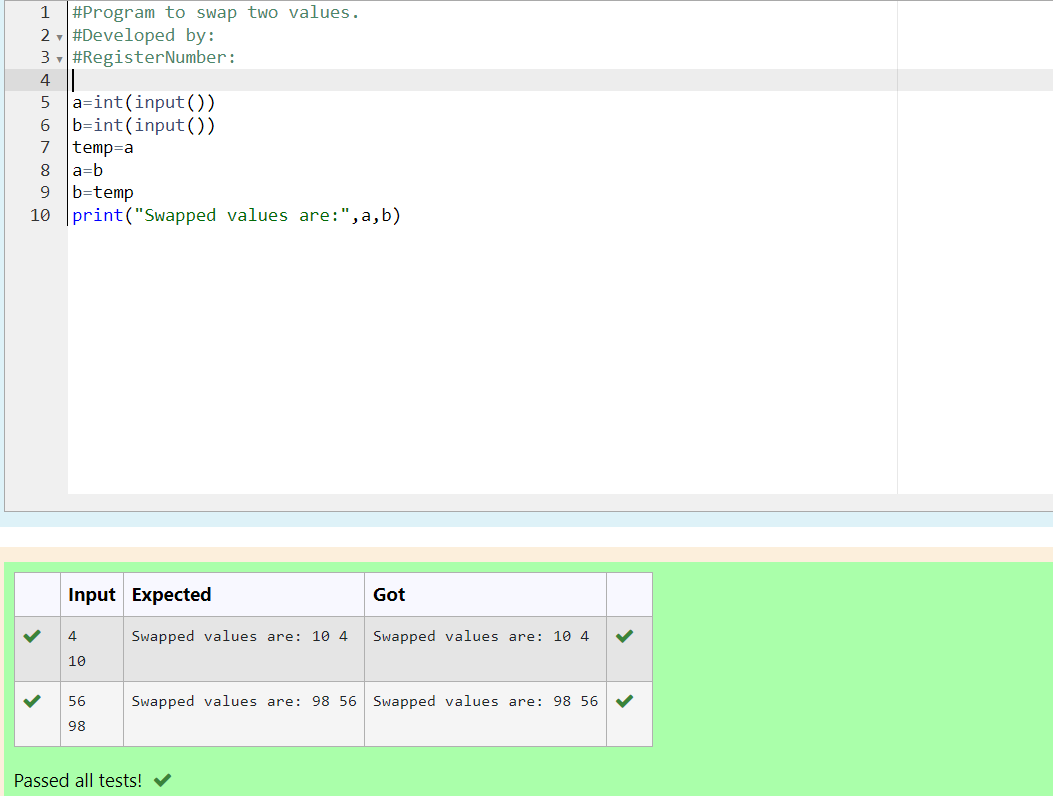 1 #Program to swap two values.
2 #Developed by:
3 #RegisterNumber:
4
5 a=int(input())
6 b=int(input())
7 temp=a
8 a=b
9 b=temp
10 print("Swapped values are:",a,b)
Input Expected Got
4 Swapped values are: 10 4 Swapped values are: 10 4
10
56 Swapped values are: 98 56 Swapped values are: 98 56
98
Passed all tests!